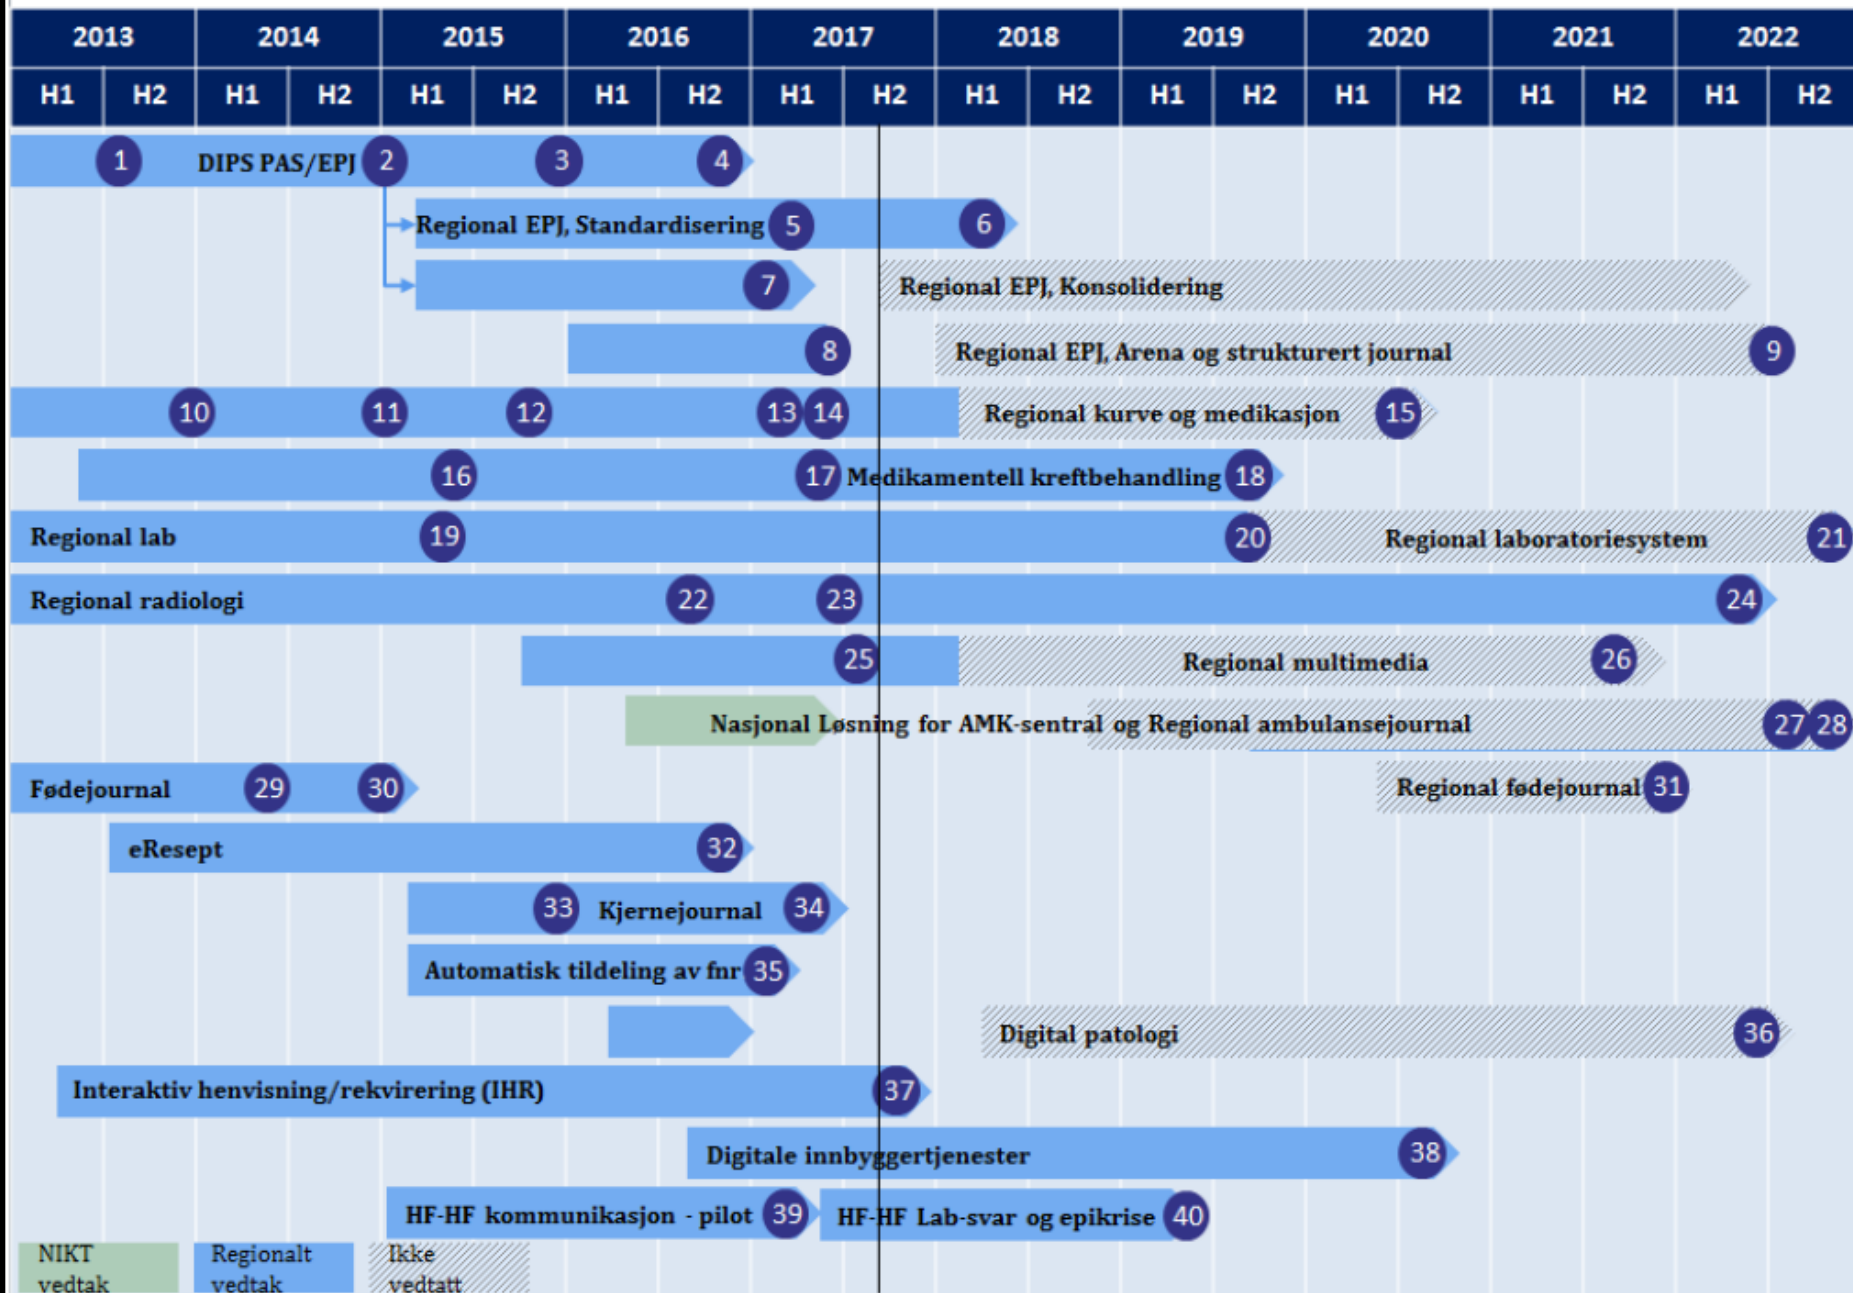 2013 2014 2015 2016 2017 2018 2019 2020 2021 2022
H1 H2 H1 H2 H1 H2 H1 H2 H1 H2 H1 H2 H1 H2 H1 H2 H1 H2 H1 H2
1 DIPS PAS/EPJ 2 3 4
Regional EPJ, Standardisering 5 6
7 Regional EPJ, Konsolidering
8 Regional EPJ, Arena og strukturert journal 9
10 11 12 13 14 Regional kurve og medikasjon 15
16 17 Medikamentell kreftbehandling 18
Regional lab 19 20 Regional laboratoriesystem 21
Regional radiologi 22 23 24
25 Regional multimedia 26
Nasjonal Løsning for AMK-sentral og Regional ambulansejournal 27 28
Fødejournal 29 30 Regional fødejournal 31
eResept 32
33 Kjernejournal 34
Automatisk tildeling av fnr 35
Digital patologi 36
Interaktiv henvisning/rekvirering (IHR) 37
Digitale innbyggertjenester 38
HF-HF kommunikasjon - pilot 39 HF-HF Lab-svar og epikrise 40
NIKT Regionalt Ikke
vedtak vedtak vedtatt